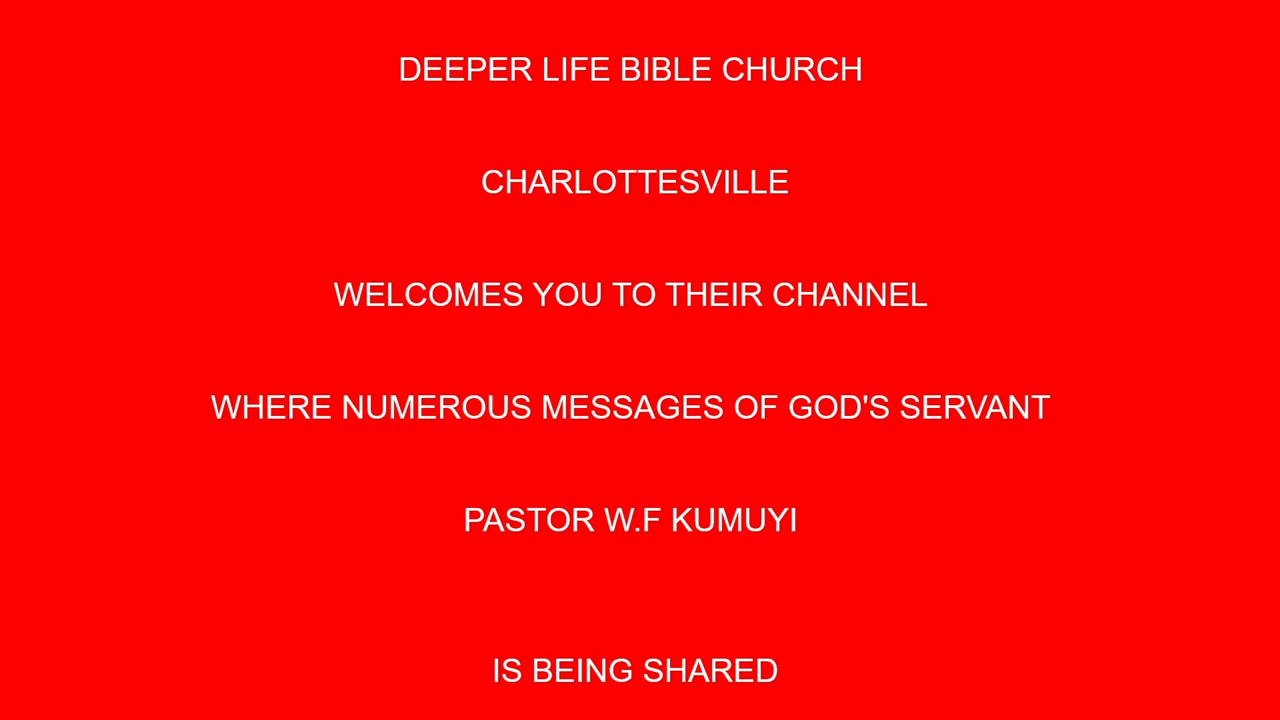 DEEPER LIFE BIBLE CHURCH
CHARLOTTESVILLE
WELCOMES YOU TO THEIR CHANNEL
WHERE NUMEROUS MESSAGES OF GOD'S SERVANT
PASTOR W.F KUMUYI
IS BEING SHARED